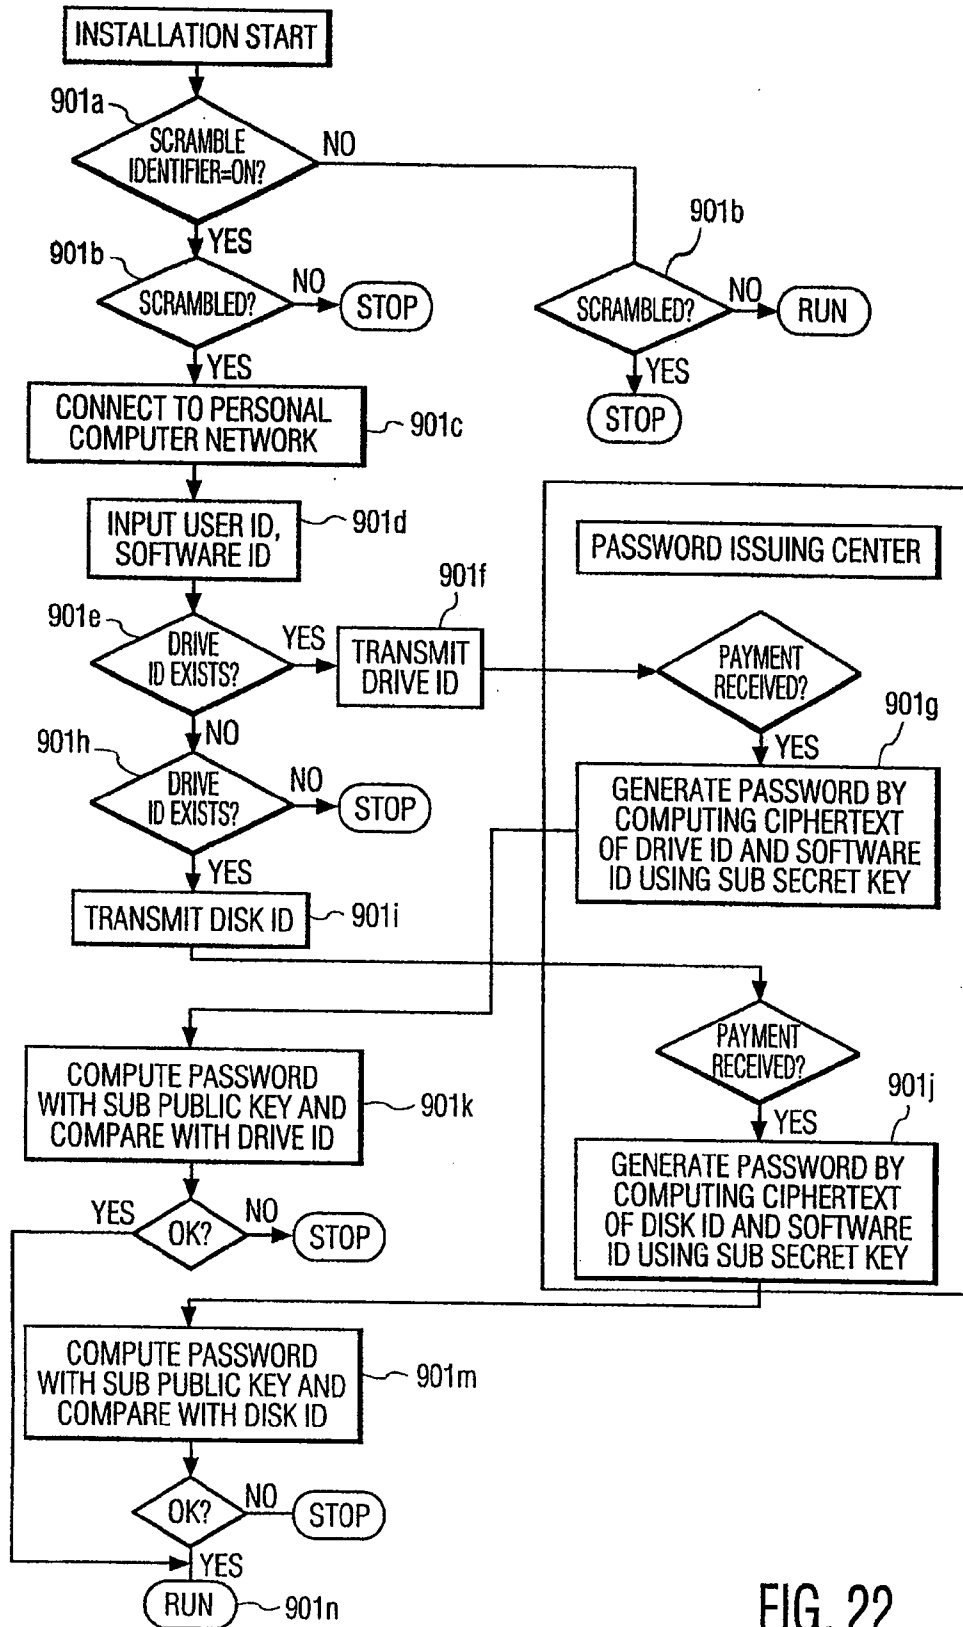 INSTALLATION START
901a
SCRAMBLE
IDENTIFIER=ON?
NO
YES
901b
SCRAMBLED?
NO
STOP
901b
SCRAMBLED?
NO
RUN
YES
STOP
YES
CONNECT TO PERSONAL
COMPUTER NETWORK
901c
INPUT USER ID,
SOFTWARE ID
901d
PASSWORD ISSUING CENTER
901e
DRIVE
ID EXISTS?
YES
901f
TRANSMIT
DRIVE ID
PAYMENT
RECEIVED?
NO
YES
901g
901h
DRIVE
ID EXISTS?
NO
STOP
GENERATE PASSWORD BY
COMPUTING CIPHERTEXT
OF DRIVE ID AND SOFTWARE
ID USING SUB SECRET KEY
YES
TRANSMIT DISK ID
901i
PAYMENT
RECEIVED?
COMPUTE PASSWORD
WITH SUB PUBLIC KEY AND
COMPARE WITH DRIVE ID
901k
YES
901j
GENERATE PASSWORD BY
COMPUTING CIPHERTEXT
OF DISK ID AND SOFTWARE
ID USING SUB SECRET KEY
YES
OK?
NO
STOP
COMPUTE PASSWORD
WITH SUB PUBLIC KEY AND
COMPARE WITH DISK ID
901m
OK?
NO
STOP
YES
RUN
901n
FIG. 22